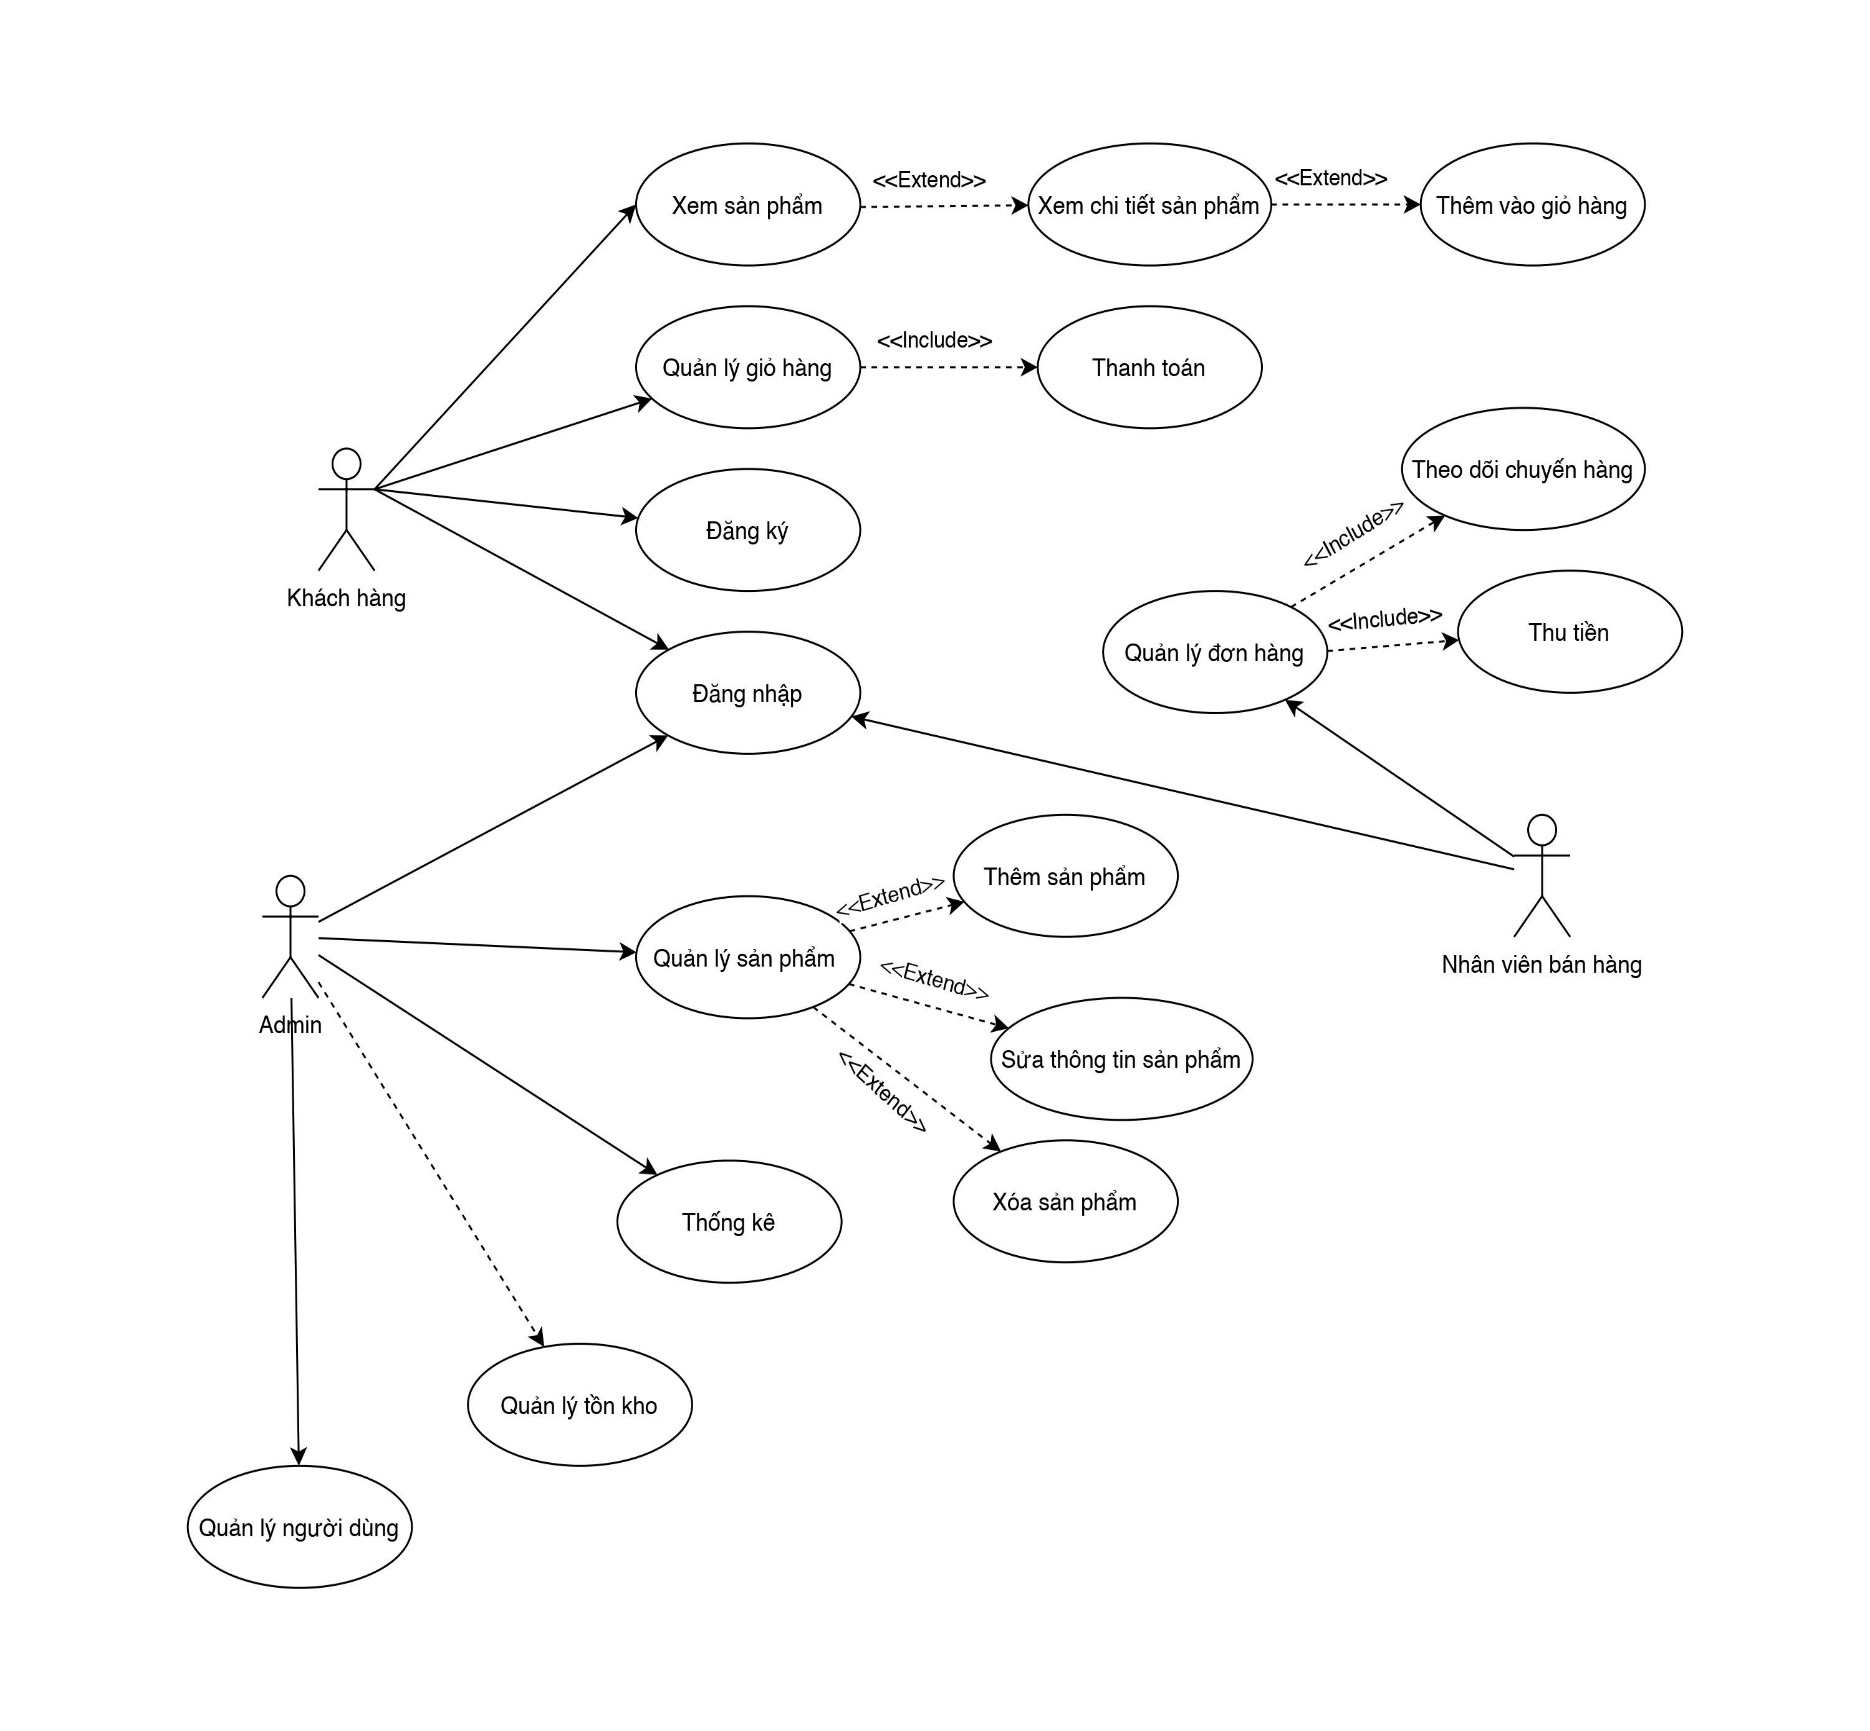 Xem sản phẩm
<<Extend>>
Xem chi tiết sản phẩm
<<Extend>>
Thêm vào giỏ hàng
Quản lý giỏ hàng
<<Include>>
Thanh toán
Theo dõi chuyến hàng
<<Include>>
Đăng ký
Khách hàng
Quản lý đơn hàng
<<Include>>
Thu tiền
Đăng nhập
Thêm sản phẩm
<<Extend>>
Quản lý sản phẩm
Nhân viên bán hàng
<<Extend>>
Admin
Sửa thông tin sản phẩm
<<Extend>>
Xóa sản phẩm
Thống kê
Quản lý tồn kho
Quản lý người dùng